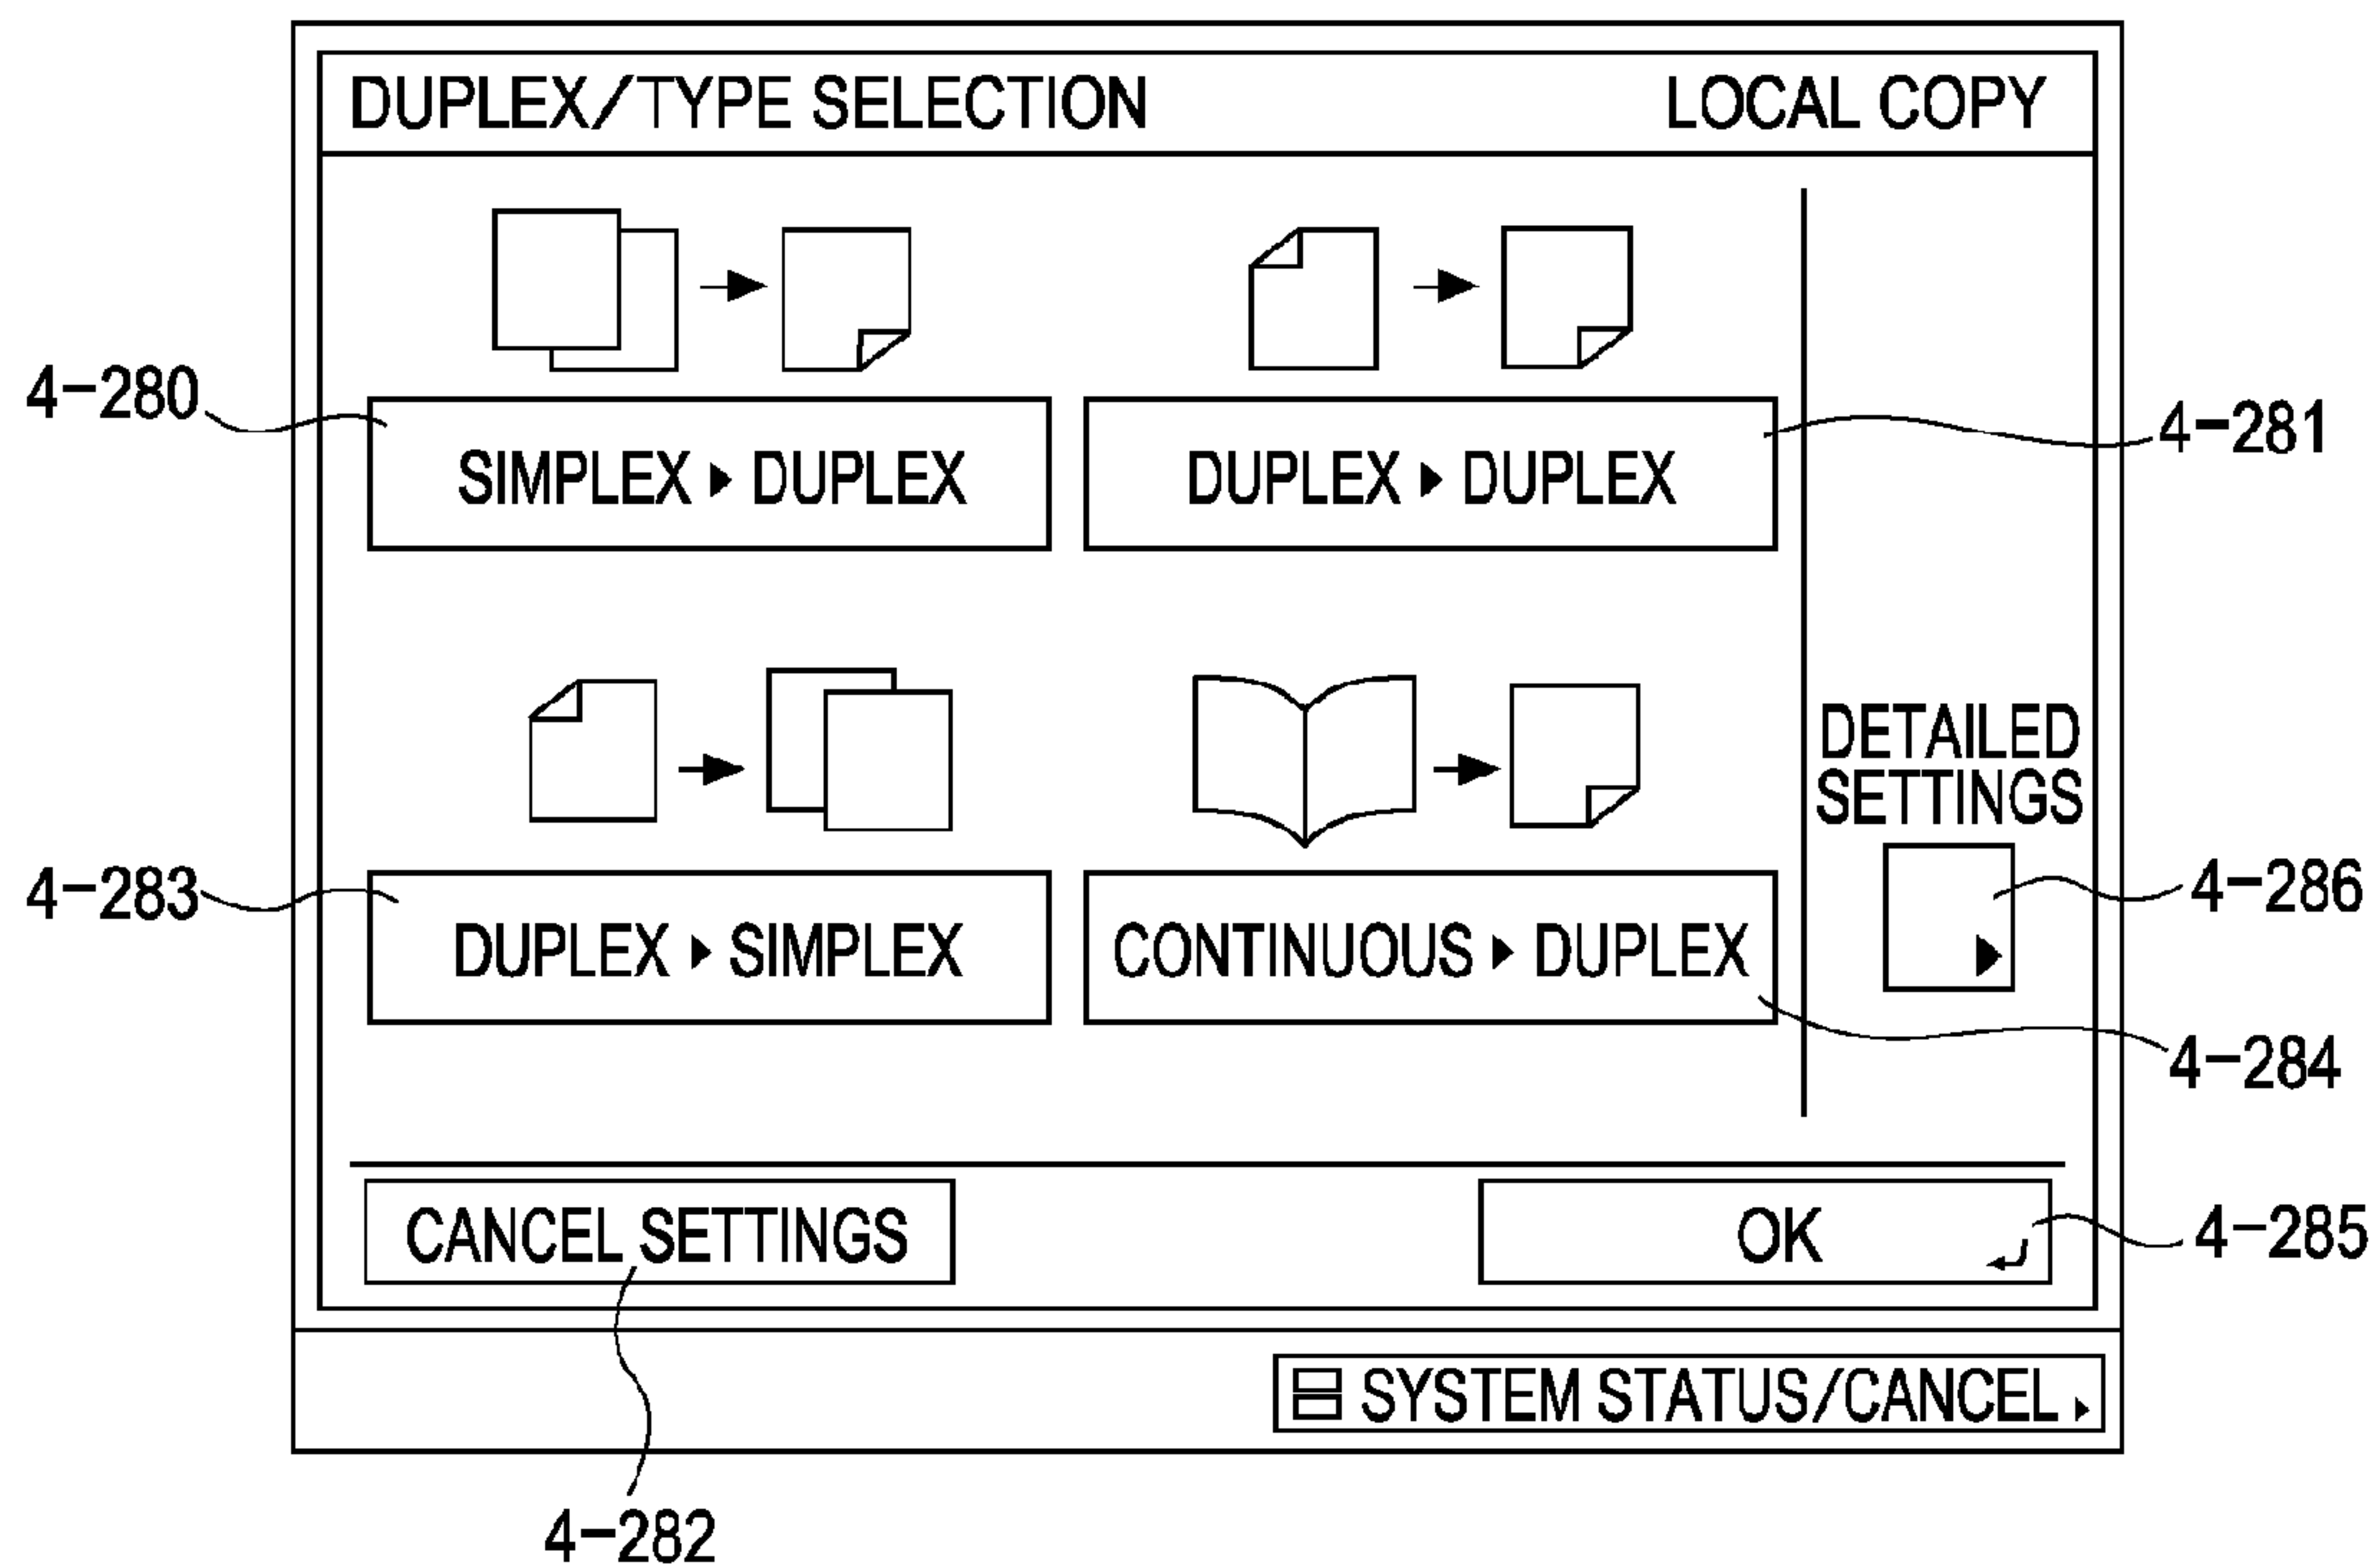 DUPLEX/TYPE SELECTION LOCAL COPY
4-280
4-281
SIMPLEX ▶ DUPLEX
DUPLEX ▶ DUPLEX
DETAILED
SETTINGS
4-283
4-286
DUPLEX ▶ SIMPLEX
CONTINUOUS ▶ DUPLEX
4-284
CANCEL SETTINGS
OK
4-285
SYSTEM STATUS/CANCEL ▶
4-282